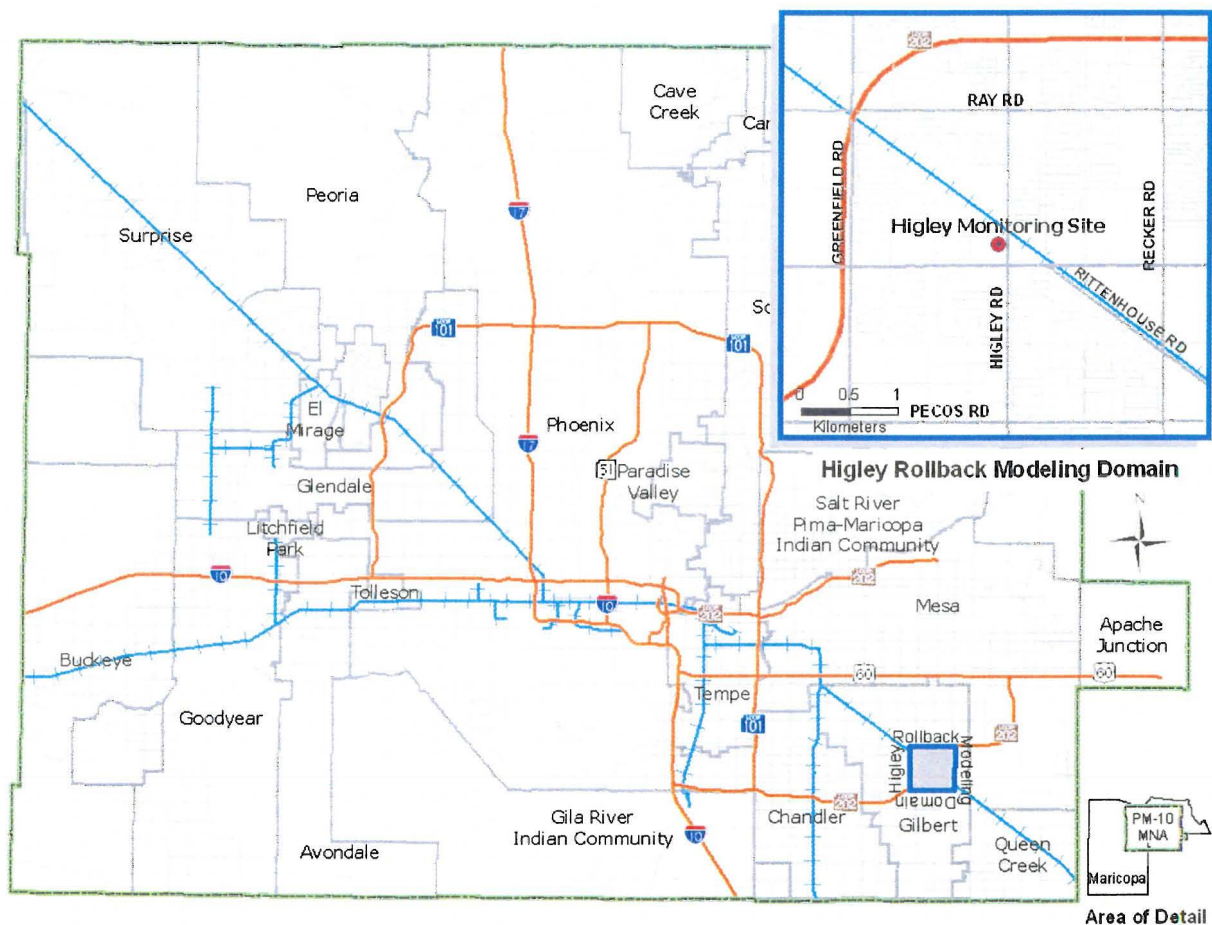 Cave
Creek
Peoria
Surprise
17
LOOP
101
LOOP
101
El
Mirage
17
Phoenix
51
Paradise
Valley
Glendale
Litchfield
Park
10
Tolleson
10
202
202
Salt River
Pima-Maricopa
Indian Community
Mesa
Apache
Junction
Buckeye
Goodyear
Tempe
60
60
LOOP
101
202
Higley
Rollback
Modeling
Domain
202
Chandler
Gilbert
Queen
Creek
Gila River
Indian Community
10
Avondale
202
RAY RD
GREENFIELD RD
Higley Monitoring Site
RECKER RD
HIGLEY RD
RITTENHOUSE RD
0 0.5 1
Kilometers
PECOS RD
Higley Rollback Modeling Domain
N
PM-10
MNA
Maricopa
Area of Detail